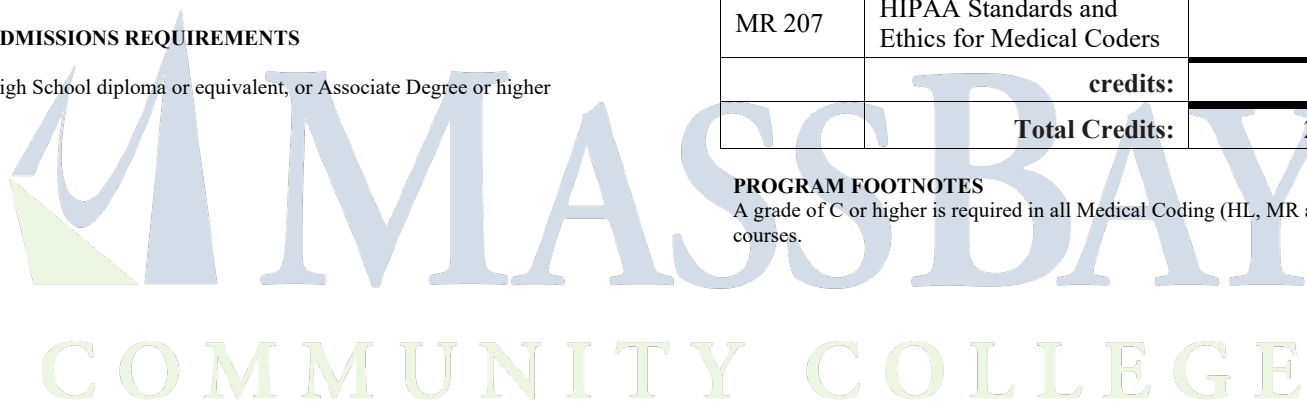 DMISSIONS REQUIREMENTS
igh School diploma or equivalent, or Associate Degree or higher
MR 207
HIPAA Standards and
Ethics for Medical Coders
credits:
Total Credits:
PROGRAM FOOTNOTES
A grade of C or higher is required in all Medical Coding (HL, MR a
courses.
MASSBAY
COMMUNITY COLLEGE